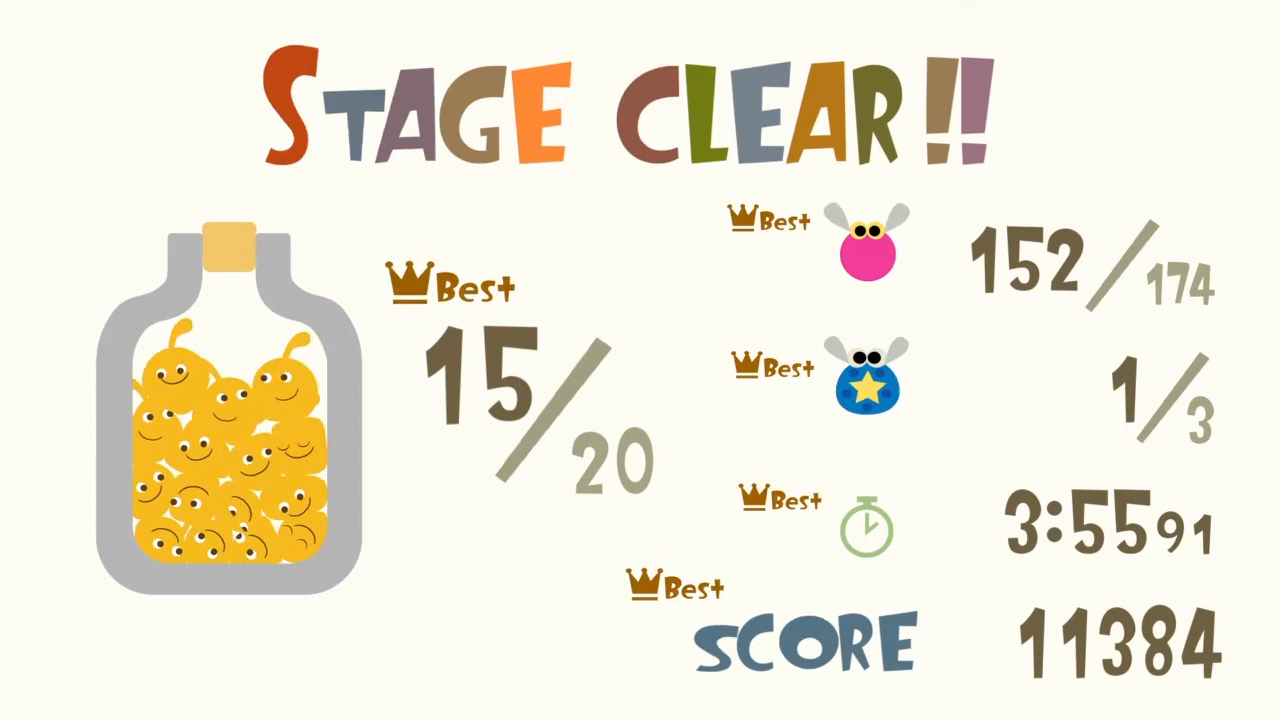 STAGE CLEAR!!
Best
15/20
Best
152/174
Best
1/3
Best
3:5591
Best
SCORE 11384